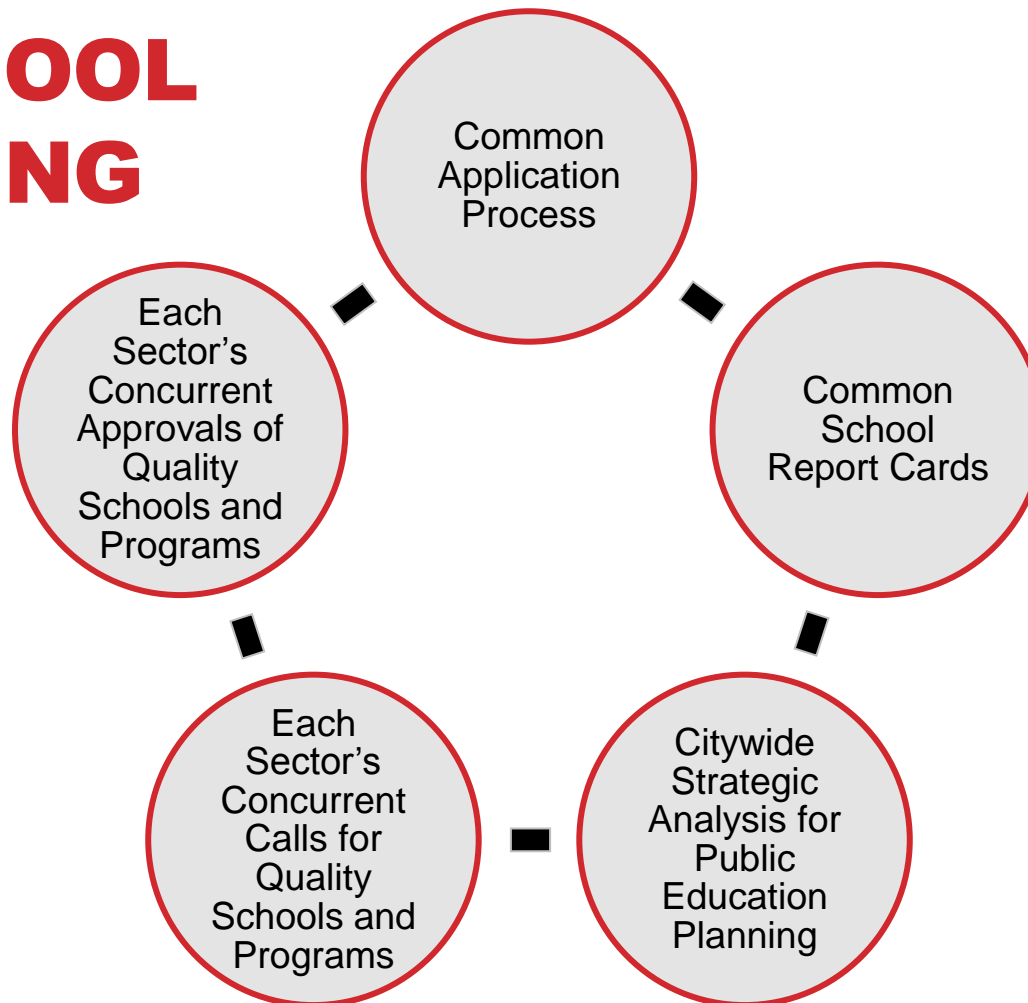 OOL
NG
Common
Application
Process
Common
School
Report Cards
Citywide
Strategic
Analysis for
Public
Education
Planning
Each
Sector’s
Concurrent
Calls for
Quality
Schools and
Programs
Each
Sector’s
Concurrent
Approvals of
Quality
Schools and
Programs